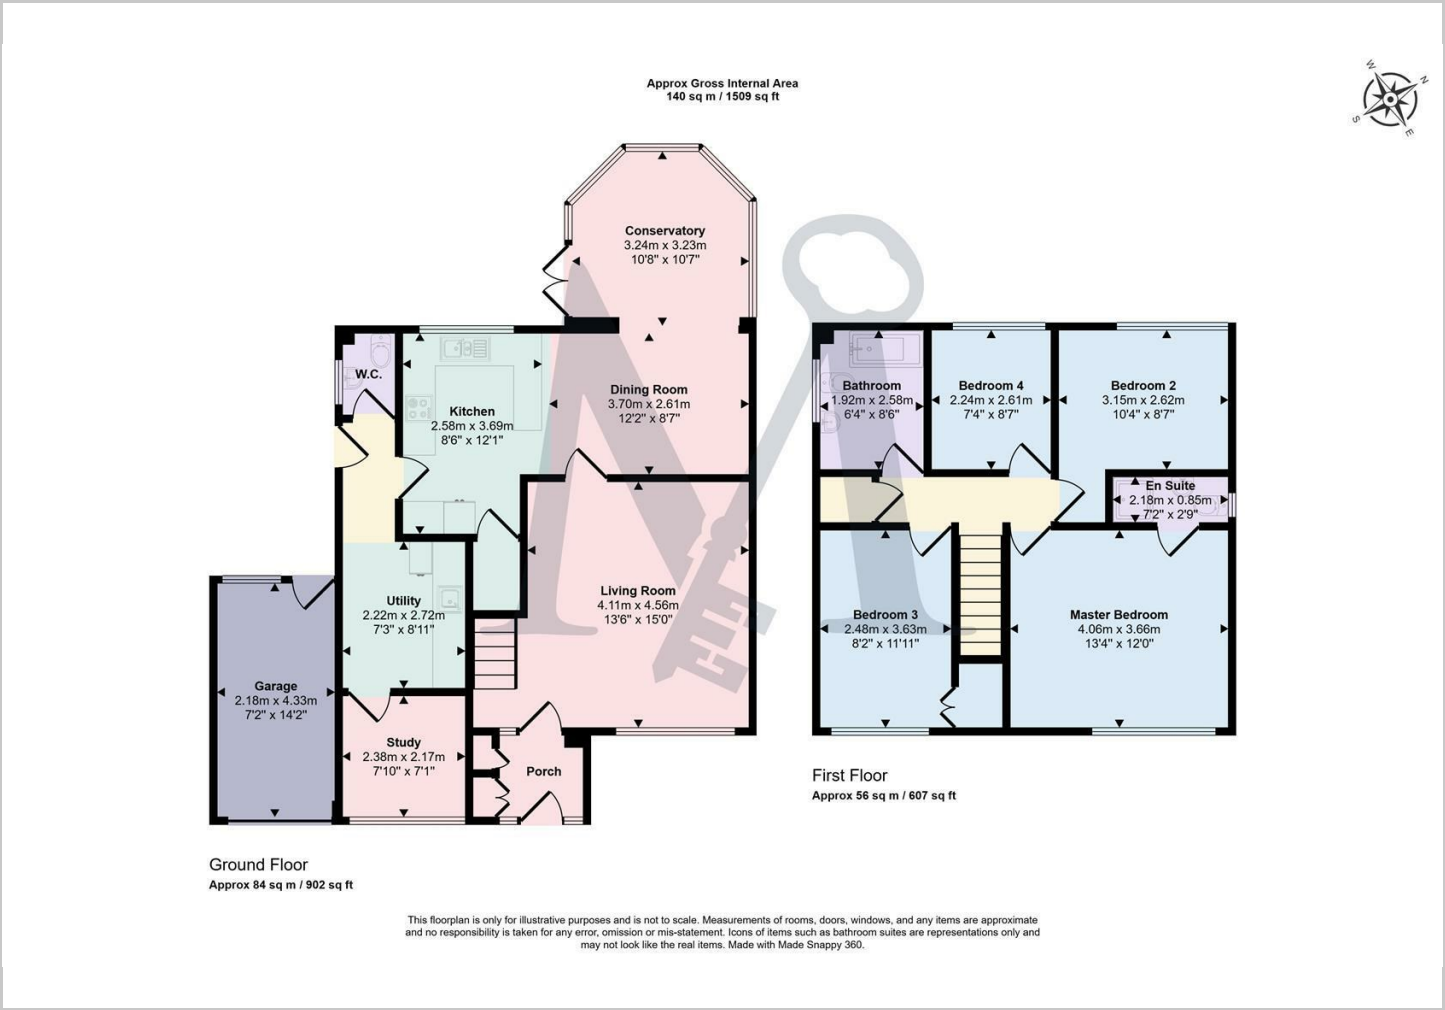 Approx Gross Internal Area
140 sq m / 1509 sq ft
W
N
S
E
Conservatory
3.24m x 3.23m
10'8" x 10'7"
W.C.
Kitchen
2.58m x 3.69m
8'6" x 12'1"
Dining Room
3.70m x 2.61m
12'2" x 8'7"
Utility
2.22m x 2.72m
7'3" x 8'11"
Living Room
4.11m x 4.56m
13'6" x 15'0"
Garage
2.18m x 4.33m
7'2" x 14'2"
Study
2.38m x 2.17m
7'10" x 7'1"
Porch
Ground Floor
Approx 84 sq m / 902 sq ft
Bathroom
1.92m x 2.58m
6'4" x 8'6"
Bedroom 4
2.24m x 2.61m
7'4" x 8'7"
Bedroom 2
3.15m x 2.62m
10'4" x 8'7"
En Suite
2.18m x 0.85m
7'2" x 2'9"
Bedroom 3
2.48m x 3.63m
8'2" x 11'11"
Master Bedroom
4.06m x 3.66m
13'4" x 12'0"
First Floor
Approx 56 sq m / 607 sq ft
This floorplan is only for illustrative purposes and is not to scale. Measurements of rooms, doors, windows, and any items are approximate
and no responsibility is taken for any error, omission or mis-statement. Icons of items such as bathroom suites are representations only and
may not look like the real items. Made with Made Snappy 360.